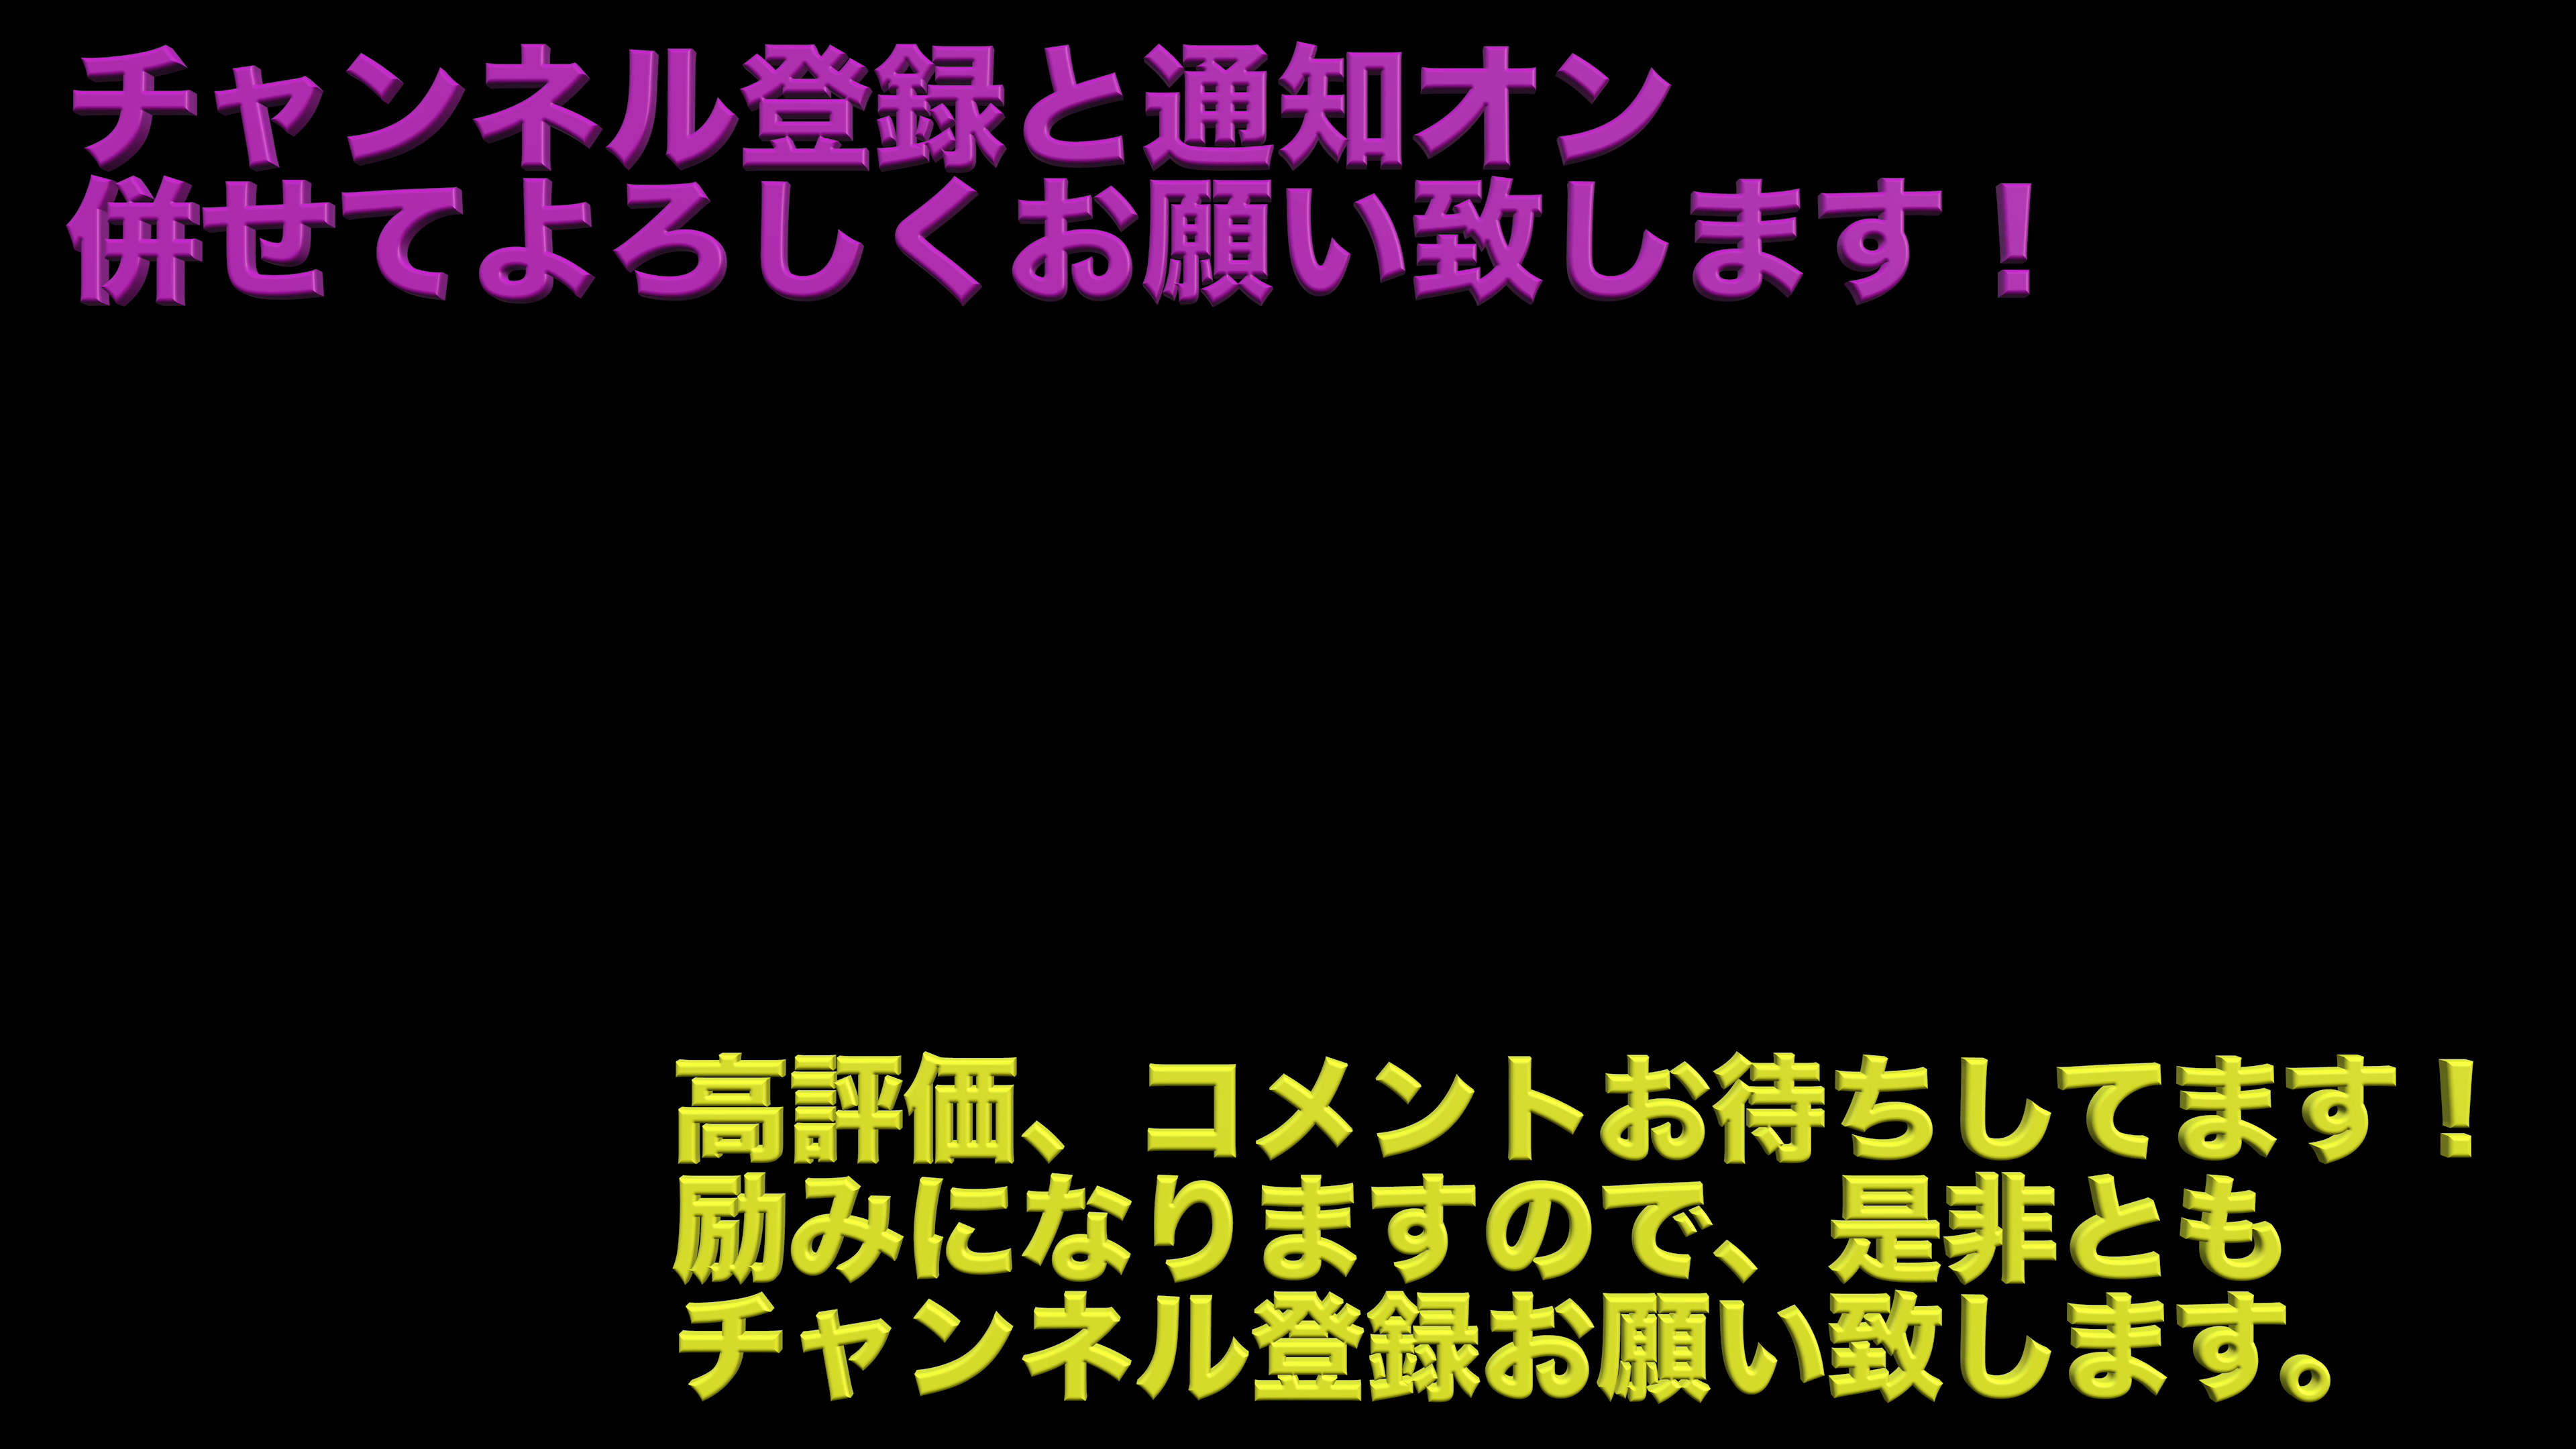 チャンネル登録と通知オン
併せてよろしくお願い致します！
高評価、コメントお待ちしてます！
励みになりますので、是非とも
チャンネル登録お願い致します。